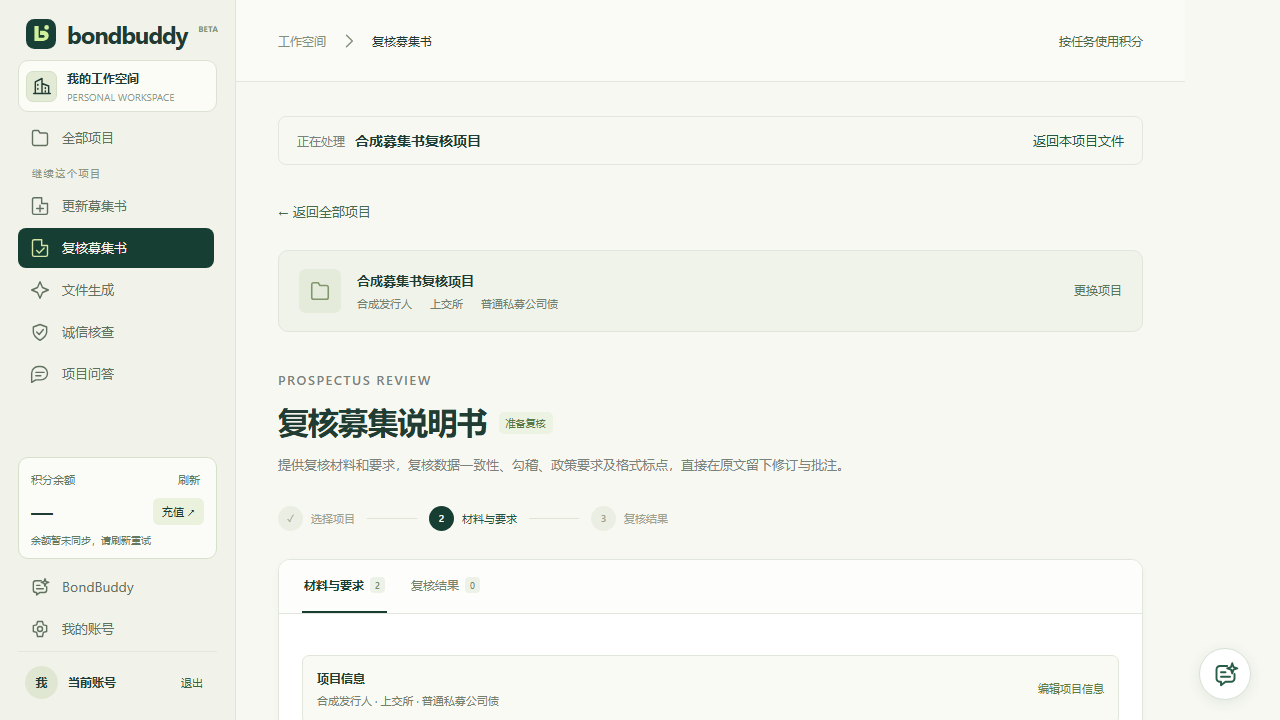 bondbuddy BETA
我的工作空间
PERSONAL WORKSPACE
全部项目
继续这个项目
更新募集书
复核募集书
文件生成
诚信核查
项目问答
积分余额 刷新
—
充值 ↗
余额暂未同步，请刷新重试
BondBuddy
我的账号
我 当前账号 退出
工作空间 复核募集书 按任务使用积分
正在处理 合成募集书复核项目 返回本项目文件
← 返回全部项目
合成募集书复核项目
合成发行人 上交所 普通私募公司债
更换项目
PROSPECTUS REVIEW
复核募集说明书 准备复核
提供复核材料和要求，复核数据一致性、勾稽、政策要求及格式标点，直接在原文留下修订与批注。
✓ 选择项目 2 材料与要求 3 复核结果
材料与要求 2 复核结果 0
项目信息
合成发行人 · 上交所 · 普通私募公司债
编辑项目信息